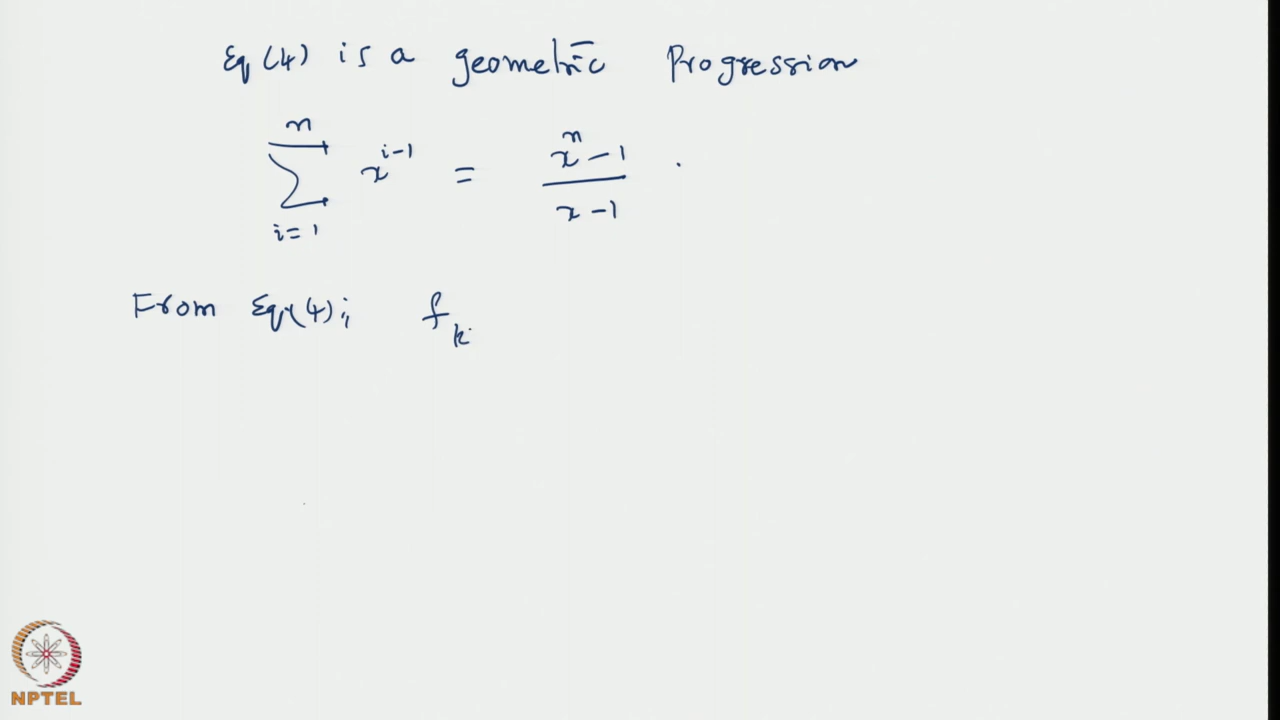 Eq (4) is a geometric Progression
n
∑ x^{i-1} = (x^n - 1)/(x - 1)
i=1
From Eq(4); f_k
NPTEL